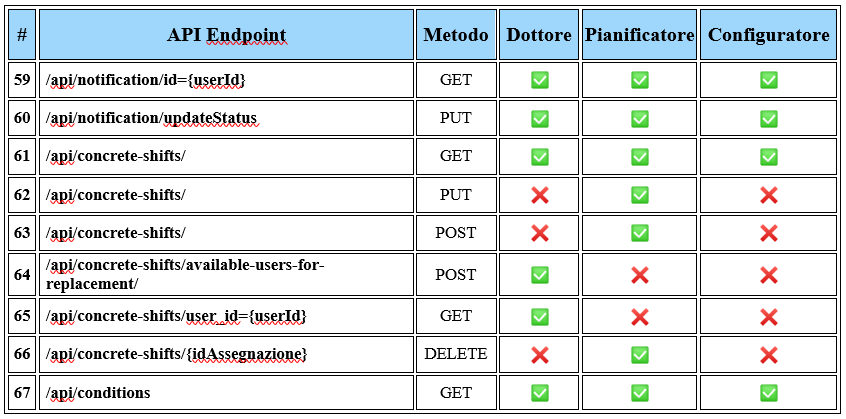 # API Endpoint Metodo Dottore Pianificatore Configuratore
59 /api/notification/id={userId} GET ✅ ✅ ✅
60 /api/notification/updateStatus PUT ✅ ✅ ✅
61 /api/concrete-shifts/ GET ✅ ✅ ✅
62 /api/concrete-shifts/ PUT ❌ ✅ ❌
63 /api/concrete-shifts/ POST ❌ ✅ ❌
64 /api/concrete-shifts/available-users-for-
replacement/ POST ✅ ❌ ❌
65 /api/concrete-shifts/user_id={userId} GET ✅ ❌ ❌
66 /api/concrete-shifts/{idAssegnazione} DELETE ❌ ✅ ❌
67 /api/conditions GET ✅ ✅ ✅